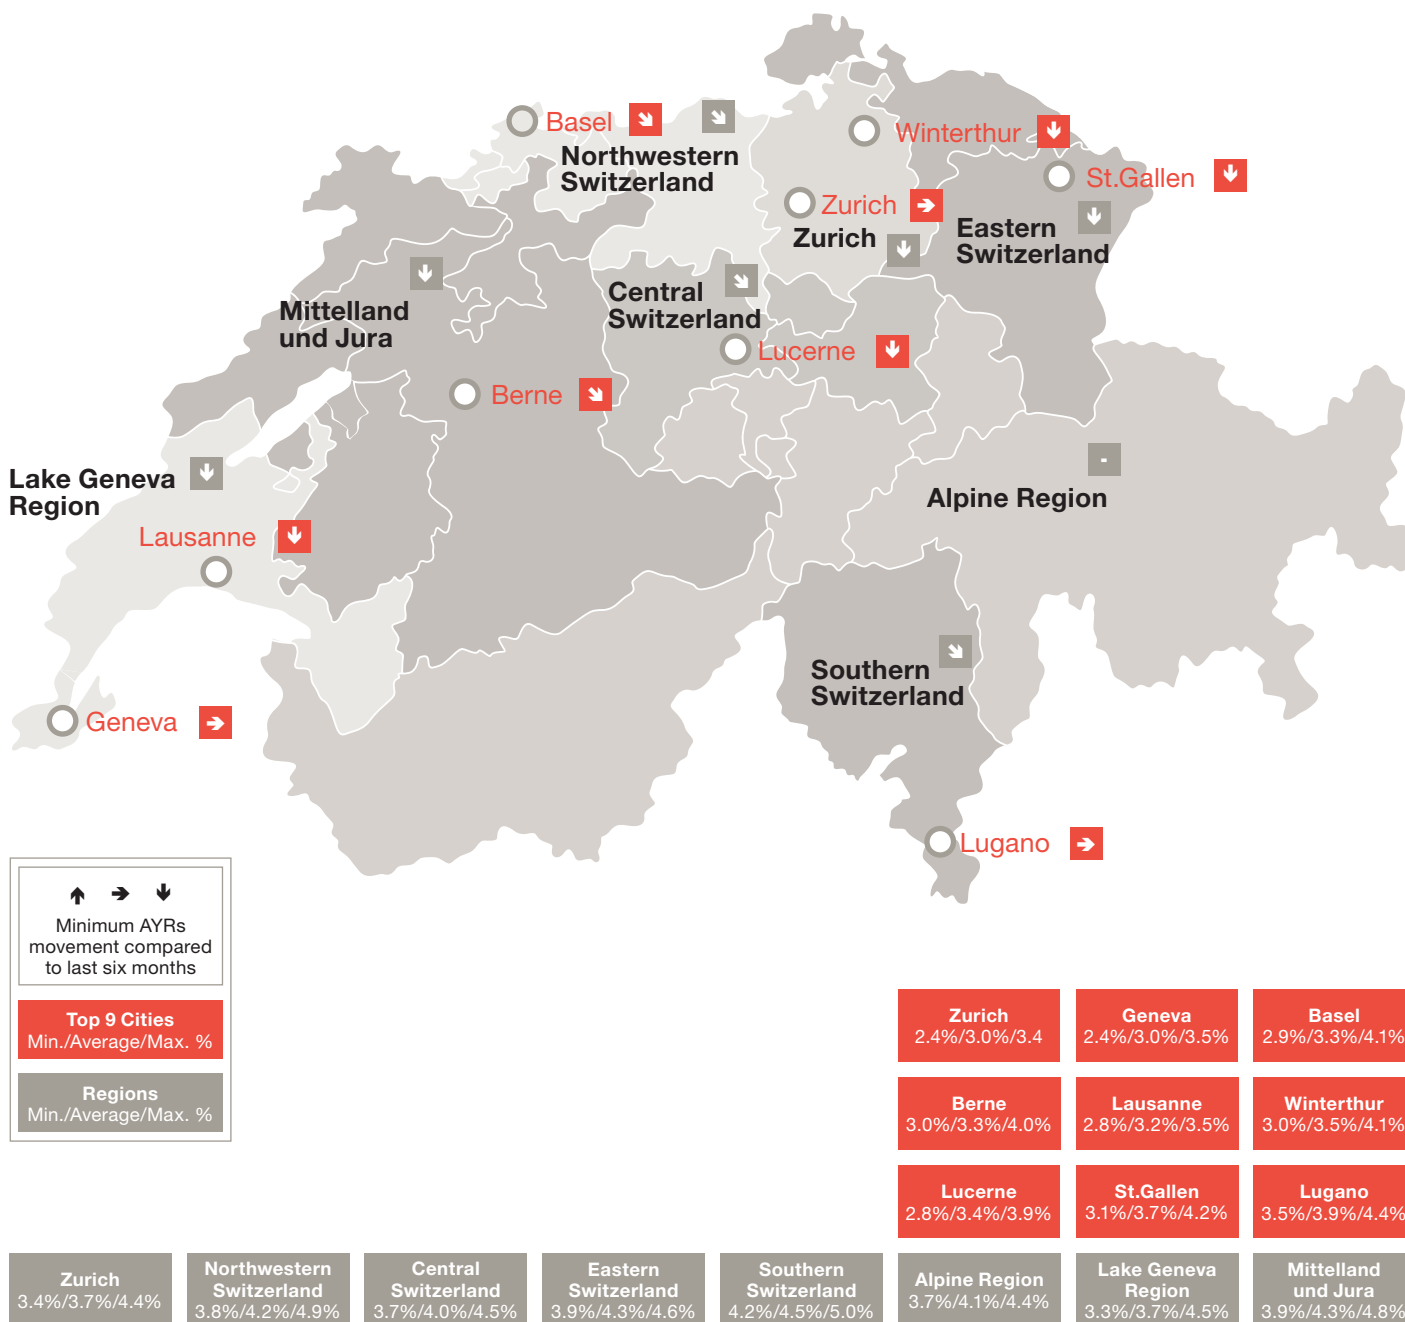 Basel
Northwestern
Switzerland
Winterthur
St.Gallen
Zurich
Zurich
Eastern
Switzerland
Mittelland
und Jura
Central
Switzerland
Lucerne
Berne
Lake Geneva
Region
Alpine Region
-
Lausanne
Southern
Switzerland
Geneva
Lugano
Minimum AYRs
movement compared
to last six months
Top 9 Cities
Min./Average/Max. %
Regions
Min./Average/Max. %
Zurich
2.4%/3.0%/3.4
Geneva
2.4%/3.0%/3.5%
Basel
2.9%/3.3%/4.1%
Berne
3.0%/3.3%/4.0%
Lausanne
2.8%/3.2%/3.5%
Winterthur
3.0%/3.5%/4.1%
Lucerne
2.8%/3.4%/3.9%
St.Gallen
3.1%/3.7%/4.2%
Lugano
3.5%/3.9%/4.4%
Zurich
3.4%/3.7%/4.4%
Northwestern
Switzerland
3.8%/4.2%/4.9%
Central
Switzerland
3.7%/4.0%/4.5%
Eastern
Switzerland
3.9%/4.3%/4.6%
Southern
Switzerland
4.2%/4.5%/5.0%
Alpine Region
3.7%/4.1%/4.4%
Lake Geneva
Region
3.3%/3.7%/4.5%
Mittelland
und Jura
3.9%/4.3%/4.8%